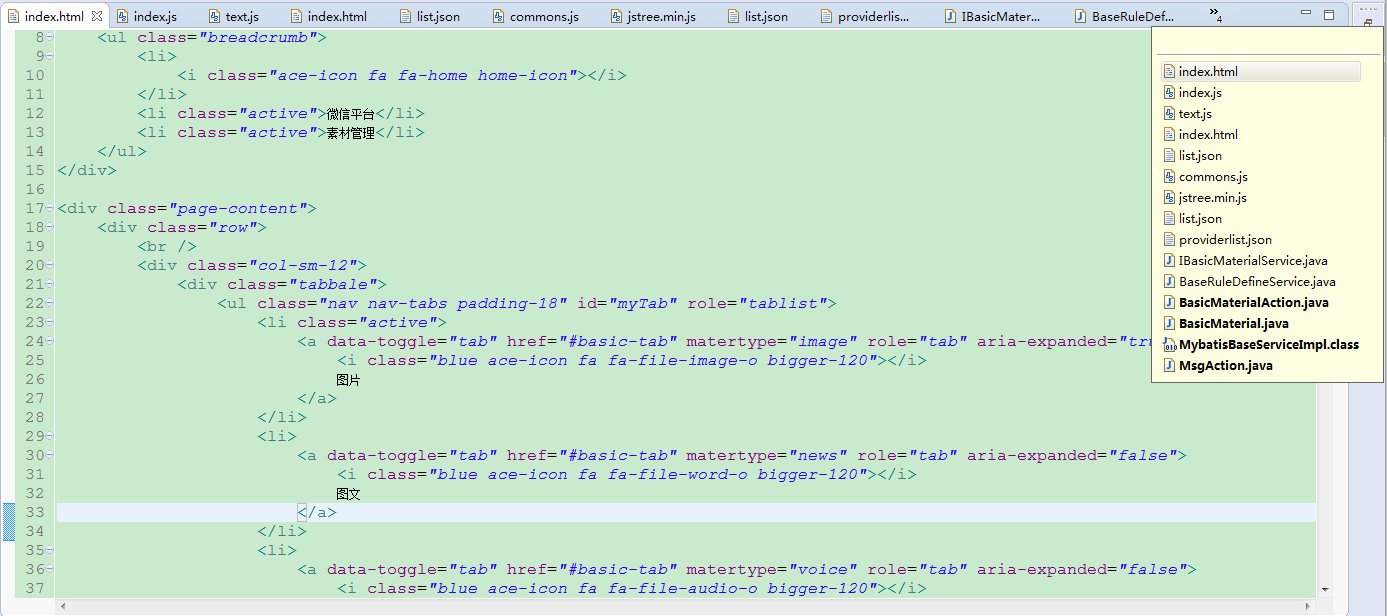 index.html index.js text.js index.html list.json commons.js jstree.min.js list.json providerlis... IBasicMater... BaseRuleDef... »4
8 <ul class="breadcrumb">
9 <li>
10 <i class="ace-icon fa fa-home home-icon"></i>
11 </li>
12 <li class="active">微信平台</li>
13 <li class="active">素材管理</li>
14 </ul>
15 </div>
16
17 <div class="page-content">
18 <div class="row">
19 <br />
20 <div class="col-sm-12">
21 <div class="tabbale">
22 <ul class="nav nav-tabs padding-18" id="myTab" role="tablist">
23 <li class="active">
24 <a data-toggle="tab" href="#basic-tab" matertype="image" role="tab" aria-expanded="tru
25 <i class="blue ace-icon fa fa-file-image-o bigger-120"></i>
26 图片
27 </a>
28 </li>
29 <li>
30 <a data-toggle="tab" href="#basic-tab" matertype="news" role="tab" aria-expanded="false">
31 <i class="blue ace-icon fa fa-file-word-o bigger-120"></i>
32 图文
33 </a>
34 </li>
35 <li>
36 <a data-toggle="tab" href="#basic-tab" matertype="voice" role="tab" aria-expanded="false">
37 <i class="blue ace-icon fa fa-file-audio-o bigger-120"></i>
index.html
index.js
text.js
index.html
list.json
commons.js
jstree.min.js
list.json
providerlist.json
IBasicMaterialService.java
BaseRuleDefineService.java
BasicMaterialAction.java
BasicMaterial.java
MybatisBaseServiceImpl.class
MsgAction.java